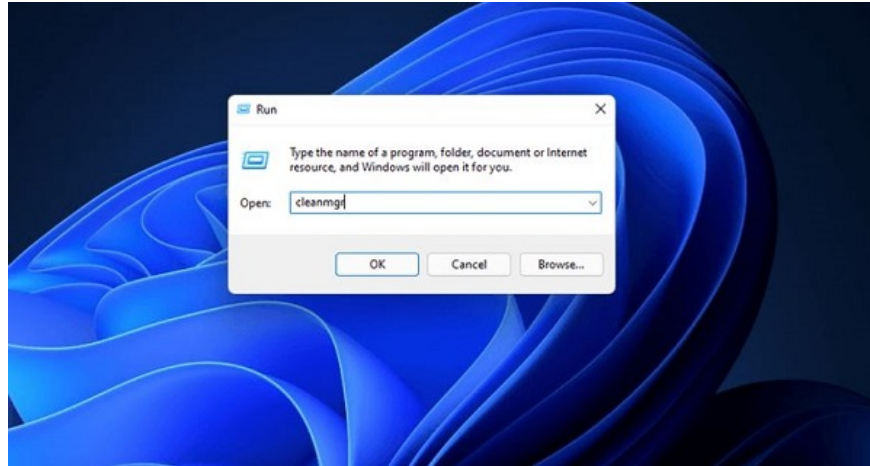 Run
Type the name of a program, folder, document or Internet
resource, and Windows will open it for you.
Open: cleanmgr
OK Cancel Browse...